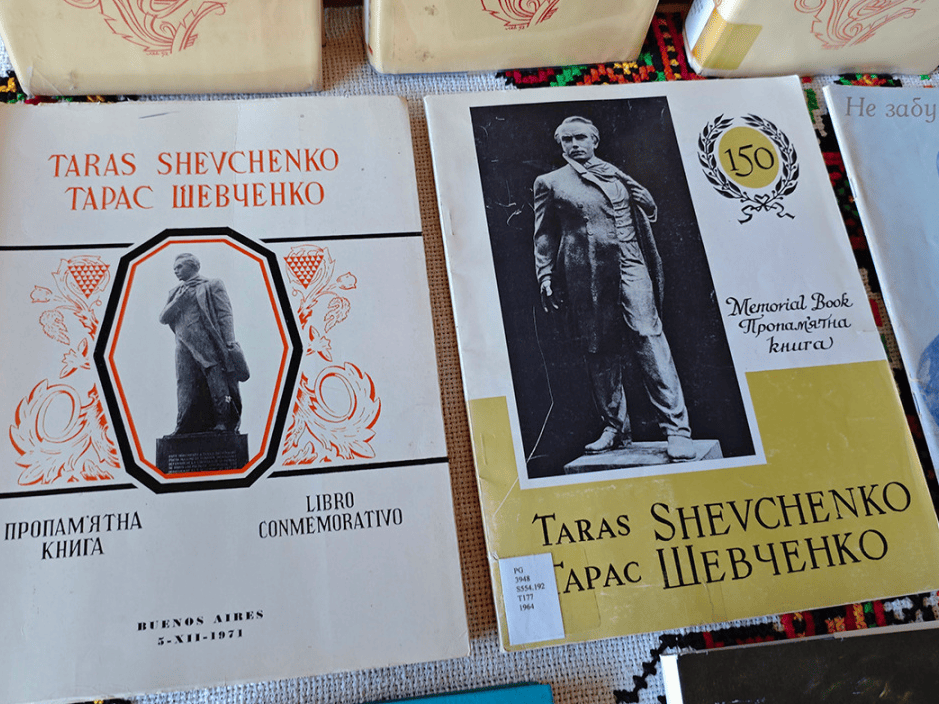 TARAS SHEVCHENKO
ТАРАС ШЕВЧЕНКО
ПРОПАМ'ЯТНА
КНИГА
LIBRO
CONMEMORATIVO
BUENOS AIRES
5-XII-1971
150
Memorial Book
Пропам'ятна
книга
TARAS SHEVCHENKO
ТАРАС ШЕВЧЕНКО
PG
3948
S554.192
T177
1964
Не